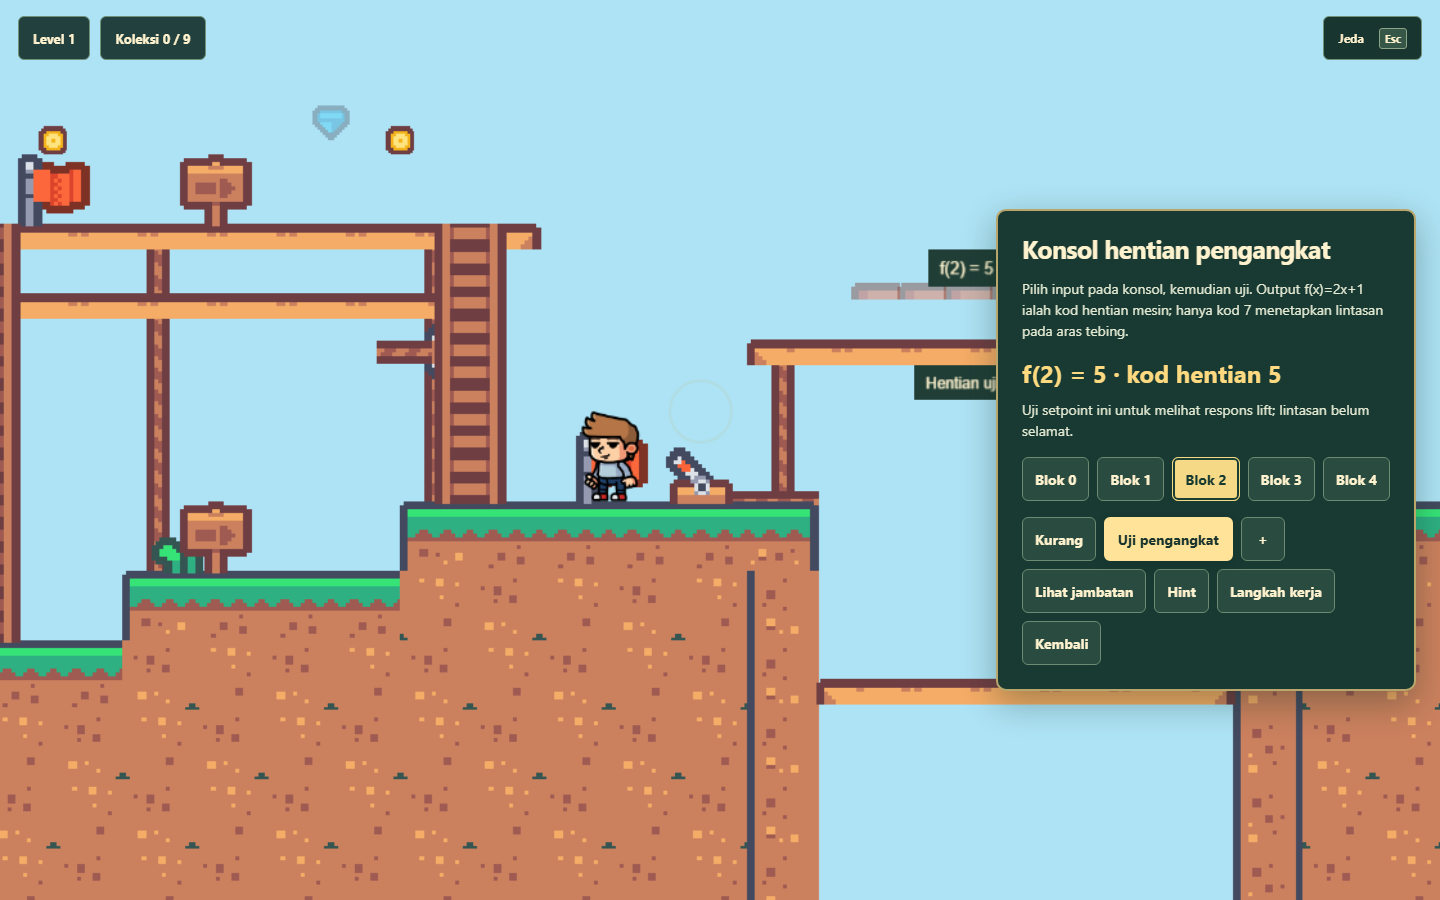 Level 1
Koleksi 0 / 9
Jeda Esc
f(2) = 5
Hentian uj
Konsol hentian pengangkat
Pilih input pada konsol, kemudian uji. Output f(x)=2x+1
ialah kod hentian mesin; hanya kod 7 menetapkan lintasan
pada aras tebing.
f(2) = 5 · kod hentian 5
Uji setpoint ini untuk melihat respons lift; lintasan belum
selamat.
Blok 0 Blok 1 Blok 2 Blok 3 Blok 4
Kurang Uji pengangkat +
Lihat jambatan Hint Langkah kerja
Kembali